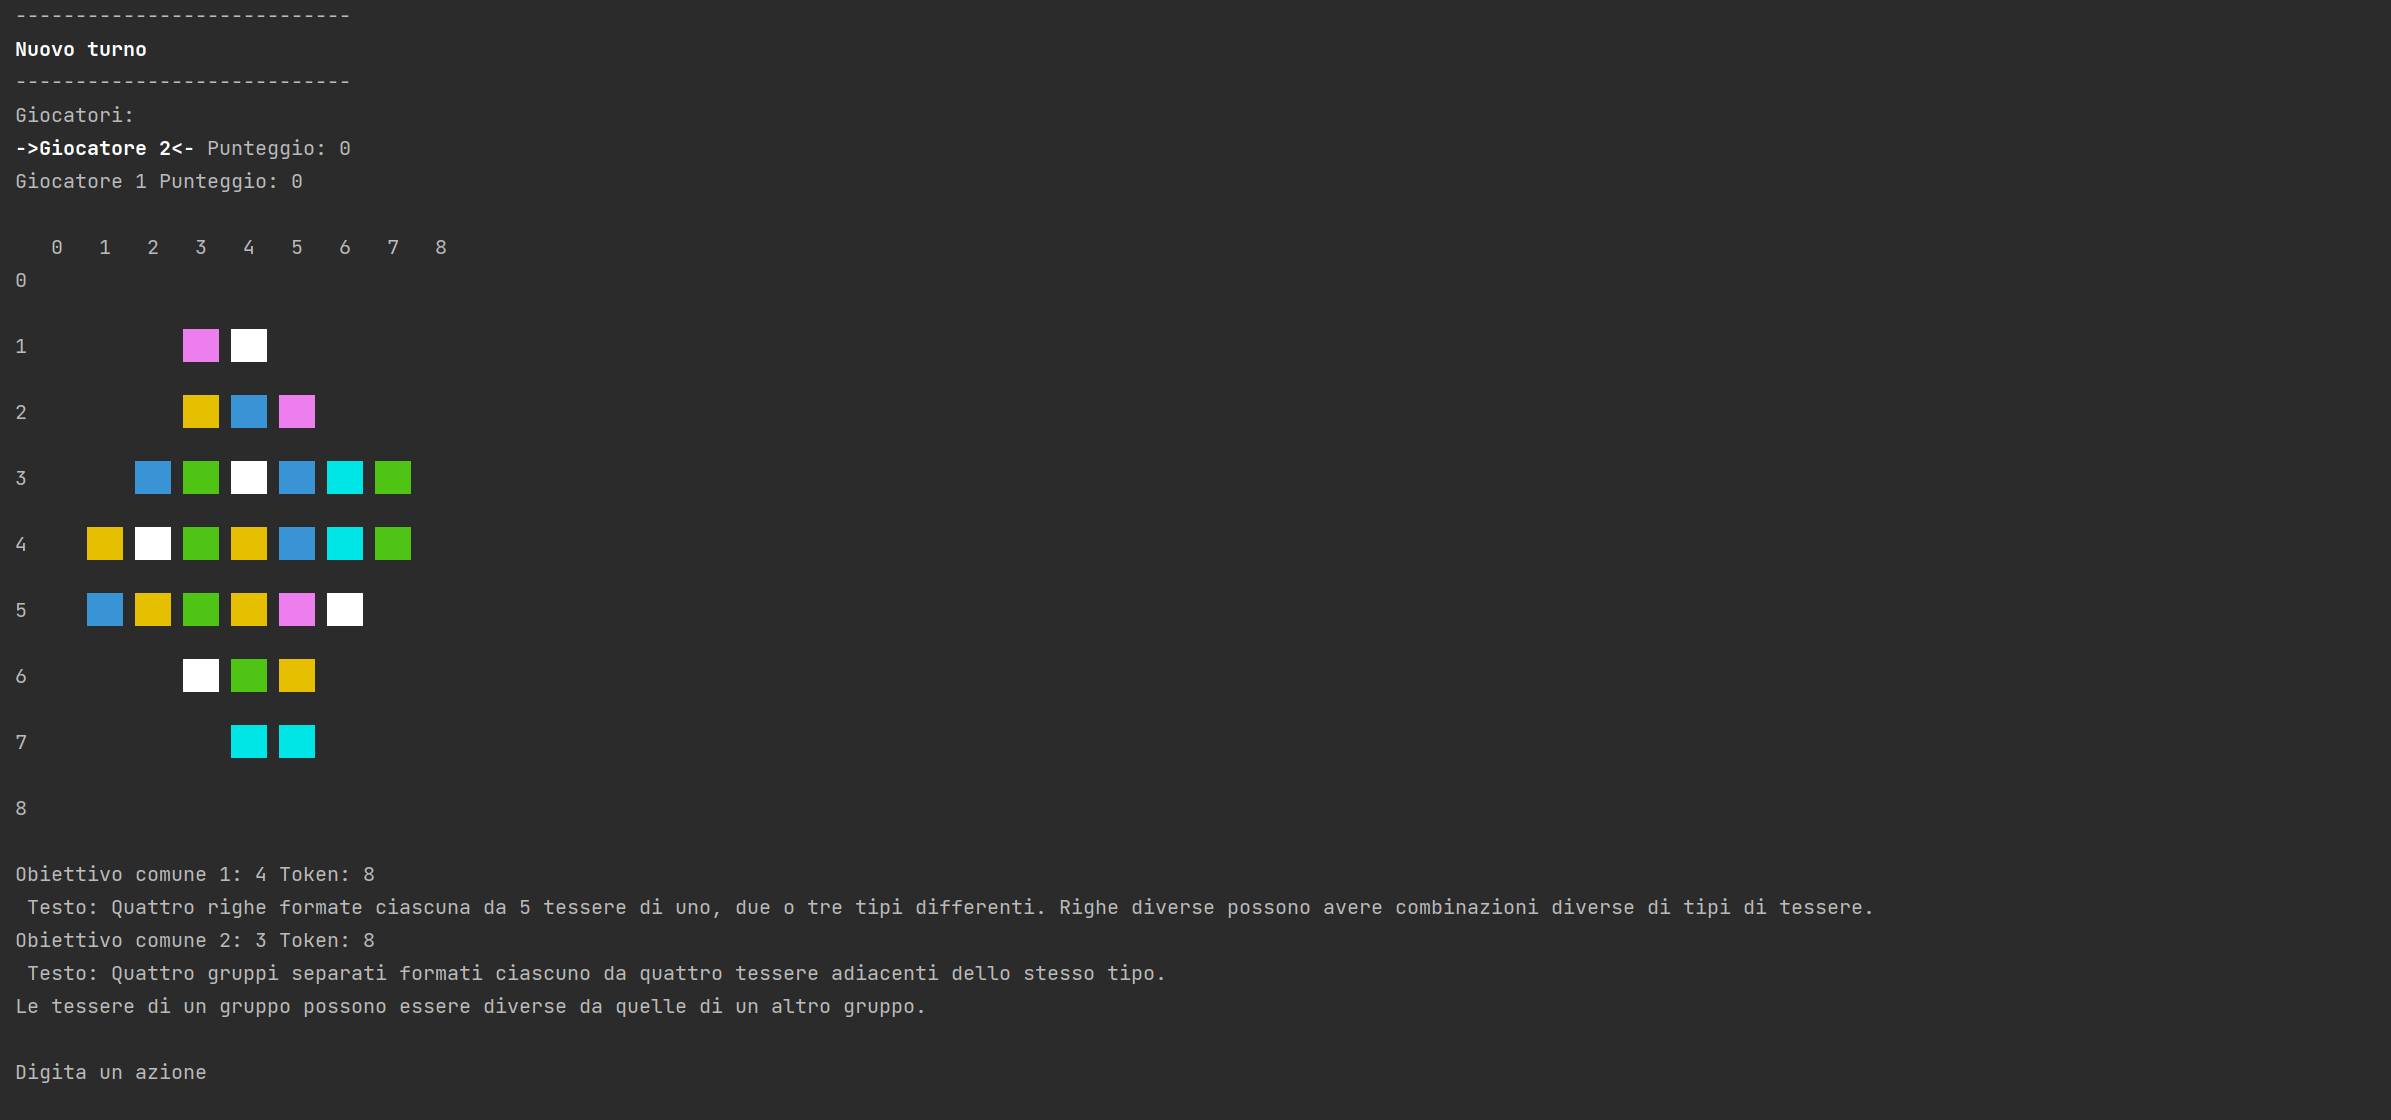 ----------------------------
Nuovo turno
----------------------------
Giocatori:
->Giocatore 2<- Punteggio: 0
Giocatore 1 Punteggio: 0
0 1 2 3 4 5 6 7 8
0
1
2
3
4
5
6
7
8
Obiettivo comune 1: 4 Token: 8
Testo: Quattro righe formate ciascuna da 5 tessere di uno, due o tre tipi differenti. Righe diverse possono avere combinazioni diverse di tipi di tessere.
Obiettivo comune 2: 3 Token: 8
Testo: Quattro gruppi separati formati ciascuno da quattro tessere adiacenti dello stesso tipo.
Le tessere di un gruppo possono essere diverse da quelle di un altro gruppo.
Digita un azione